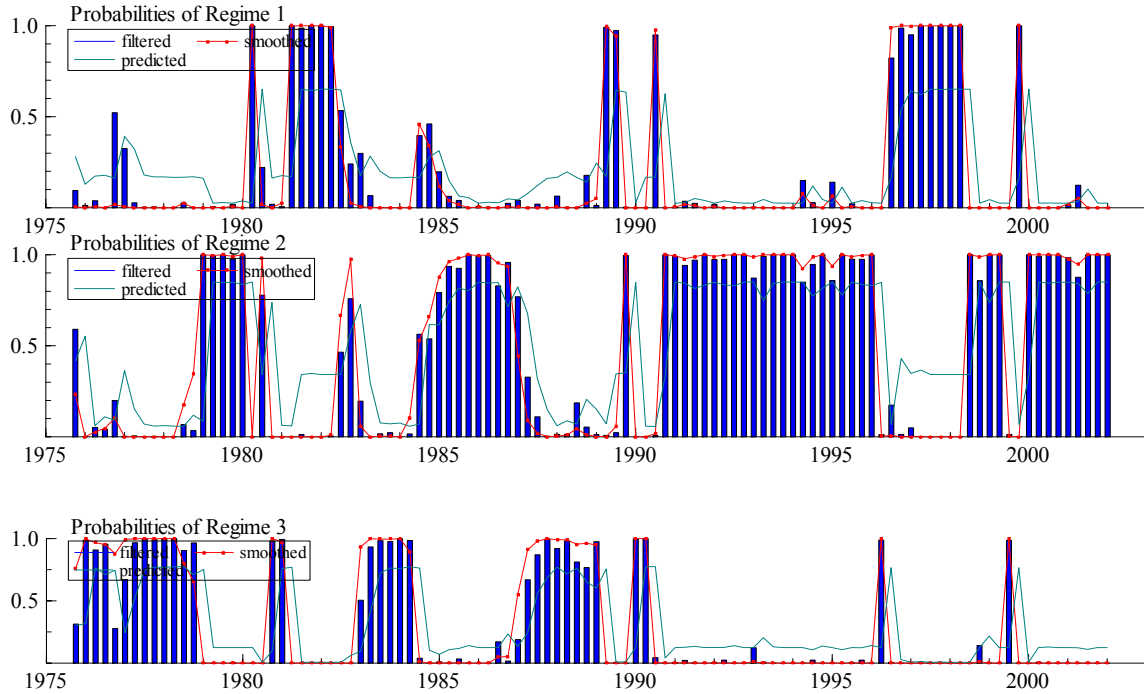 Probabilities of Regime 1
1.0
filtered smoothed
predicted
0.5
1975 1980 1985 1990 1995 2000
Probabilities of Regime 2
1.0
filtered smoothed
predicted
0.5
1975 1980 1985 1990 1995 2000
Probabilities of Regime 3
1.0
filtered smoothed
predicted
0.5
1975 1980 1985 1990 1995 2000